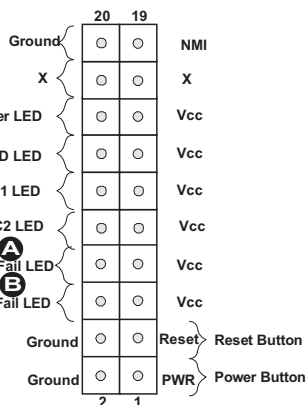 20 19
Ground NMI
X X
er LED Vcc
D LED Vcc
1 LED Vcc
C2 LED Vcc
A
Fail LED Vcc
B
Fail LED Vcc
Ground Reset Reset Button
Ground PWR Power Button
2 1